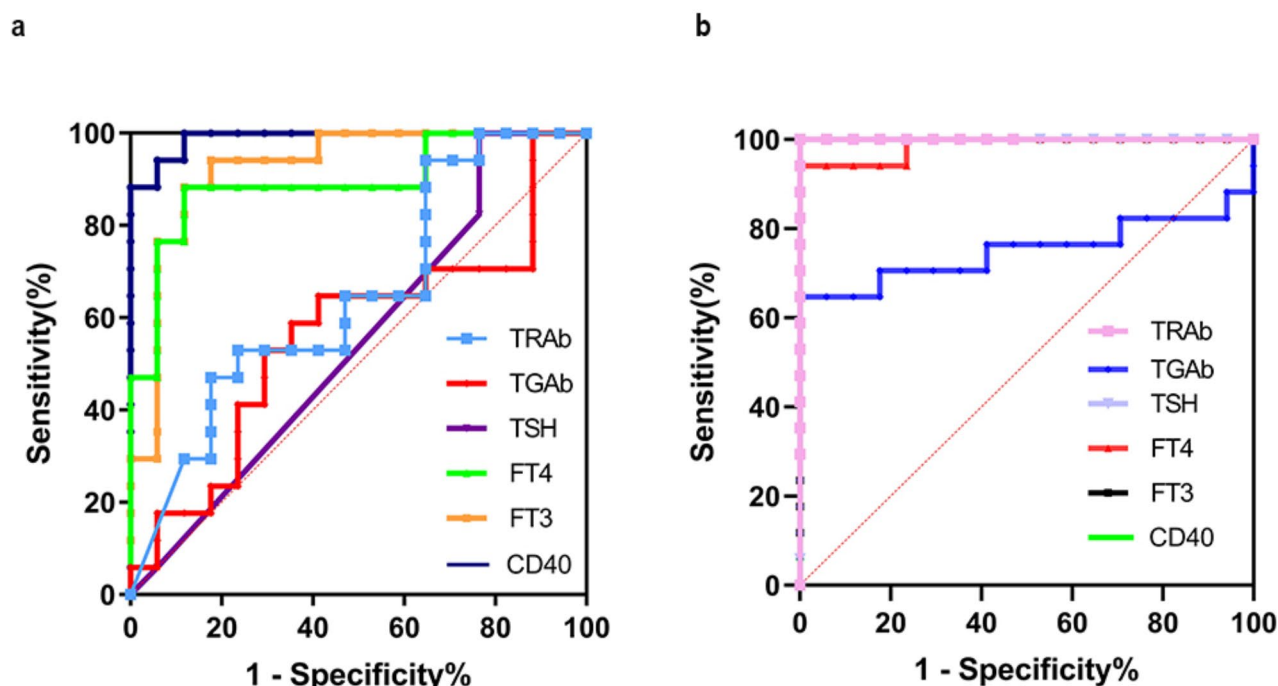 a
100
80
60
40
20
0
Sensitivity(%)
TRAb
TGAb
TSH
FT4
FT3
CD40
0 20 40 60 80 100
1 - Specificity%
b
100
80
60
40
20
0
Sensitivity(%)
TRAb
TGAb
TSH
FT4
FT3
CD40
0 20 40 60 80 100
1 - Specificity%